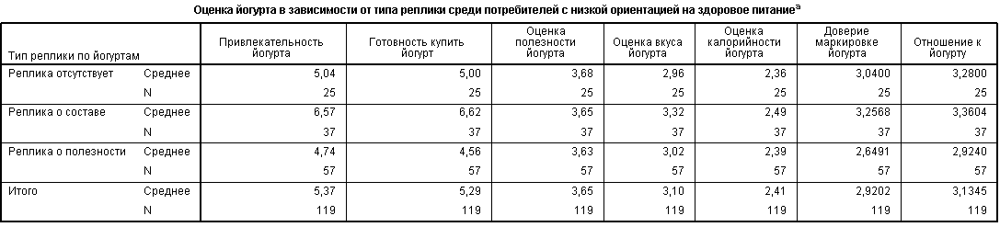 Оценка йогурта в зависимости от типа реплики среди потребителей с низкой ориентацией на здоровое питаниеa
Тип реплики по йогуртам Привлекательность йогурта Готовность купить йогурт Оценка полезности йогурта Оценка вкуса йогурта Оценка калорийности йогурта Доверие маркировке йогурта Отношение к йогурту
Реплика отсутствует Среднее 5,04 5,00 3,68 2,96 2,36 3,0400 3,2800
N 25 25 25 25 25 25 25
Реплика о составе Среднее 6,57 6,62 3,65 3,32 2,49 3,2568 3,3604
N 37 37 37 37 37 37 37
Реплика о полезности Среднее 4,74 4,56 3,63 3,02 2,39 2,6491 2,9240
N 57 57 57 57 57 57 57
Итого Среднее 5,37 5,29 3,65 3,10 2,41 2,9202 3,1345
N 119 119 119 119 119 119 119